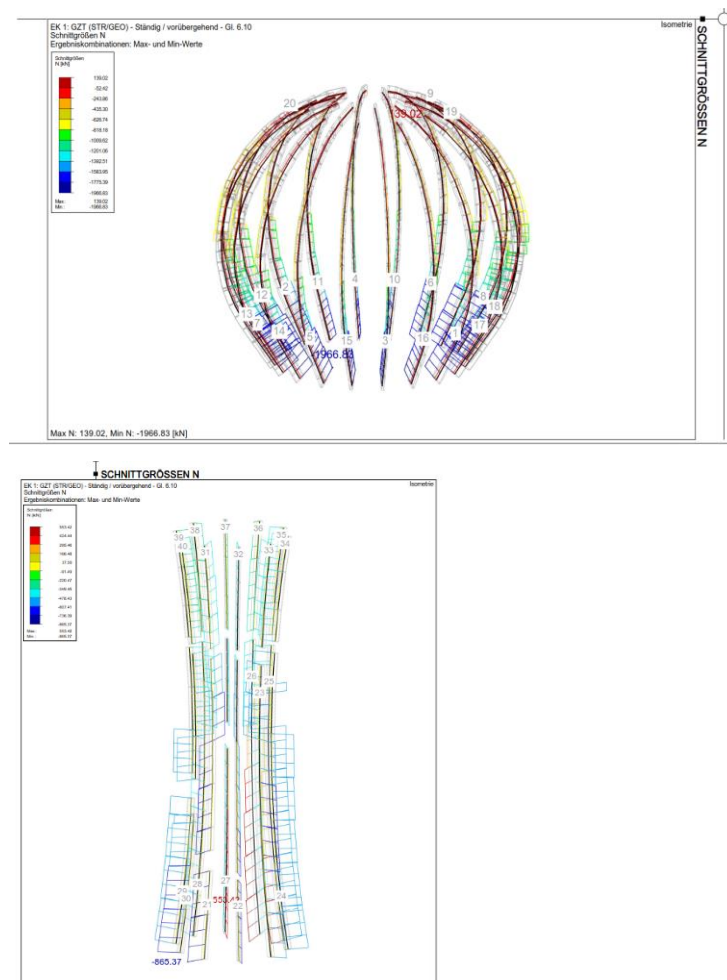 EK 1: GZT (STR/GEO) - Ständig / vorübergehend - Gl. 6.10
Isometrie
Schnittgrößen N
Ergebniskombinationen: Max- und Min-Werte
SCHNITTGRÖSSEN N
Schnittgrößen
N [kN]
139.02
-52.42
-243.86
-435.30
-626.74
-818.18
-1009.62
-1201.06
-1392.51
-1583.95
-1775.39
-1966.83
Max : 139.02
Min : -1966.83
20
9
139.02
19
12
2
11
4
10
6
8
18
13
7
14
5
15
3
16
1
17
-1966.83
Max N: 139.02, Min N: -1966.83 [kN]
SCHNITTGRÖSSEN N
EK 1: GZT (STR/GEO) - Ständig / vorübergehend - Gl. 6.10
Isometrie
Schnittgrößen N
Ergebniskombinationen: Max- und Min-Werte
Schnittgrößen
N [kN]
-865.37
Max :
Min : -865.37
39
38
37
36
35
40
31
32
33
34
26
25
23
29
28
27
24
30
21
22
-865.37